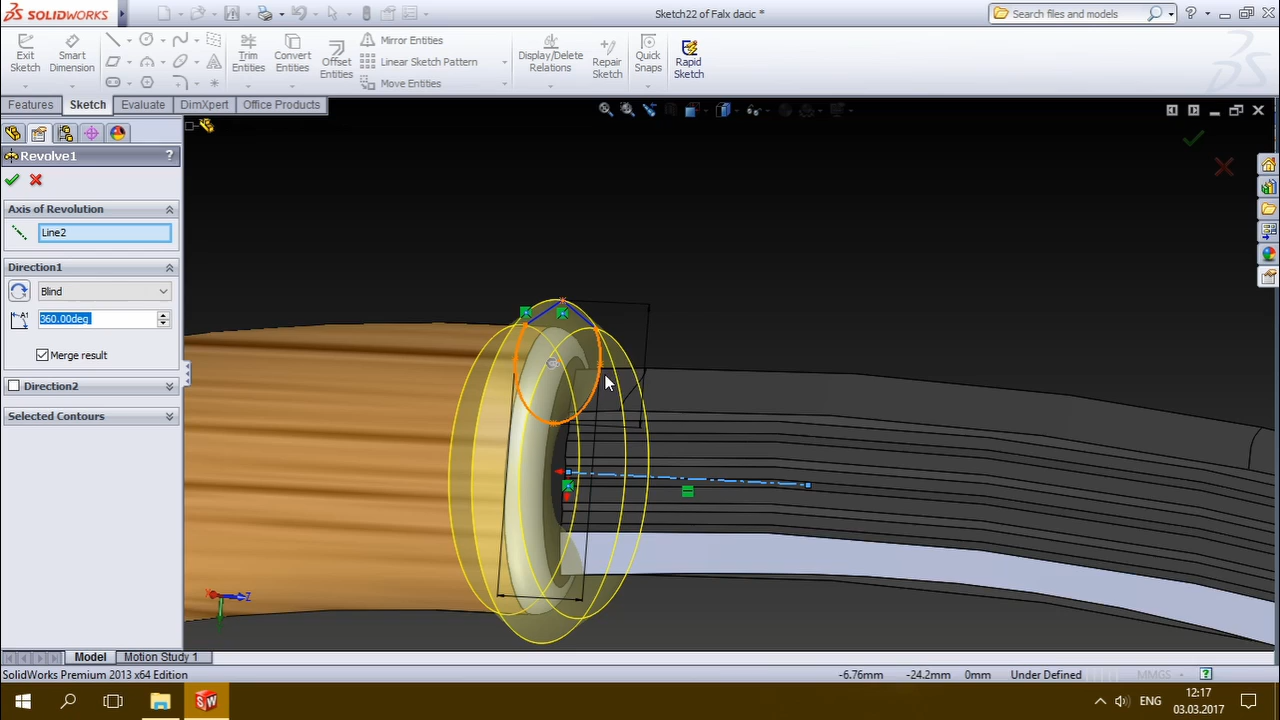 SOLIDWORKS
Sketch22 of Falx dacic *
Search files and models
Exit Sketch
Smart Dimension
Trim Entities
Convert Entities
Offset Entities
Mirror Entities
Linear Sketch Pattern
Move Entities
Display/Delete Relations
Repair Sketch
Quick Snaps
Rapid Sketch
Features
Sketch
Evaluate
DimXpert
Office Products
Revolve1
?
Axis of Revolution
Line2
Direction1
Blind
A1
360.00deg
Merge result
Direction2
Selected Contours
X
Z
Model
Motion Study 1
SolidWorks Premium 2013 x64 Edition
-6.76mm
-24.2mm
0mm
Under Defined
MMGS
?
SW
ENG
12:17
03.03.2017